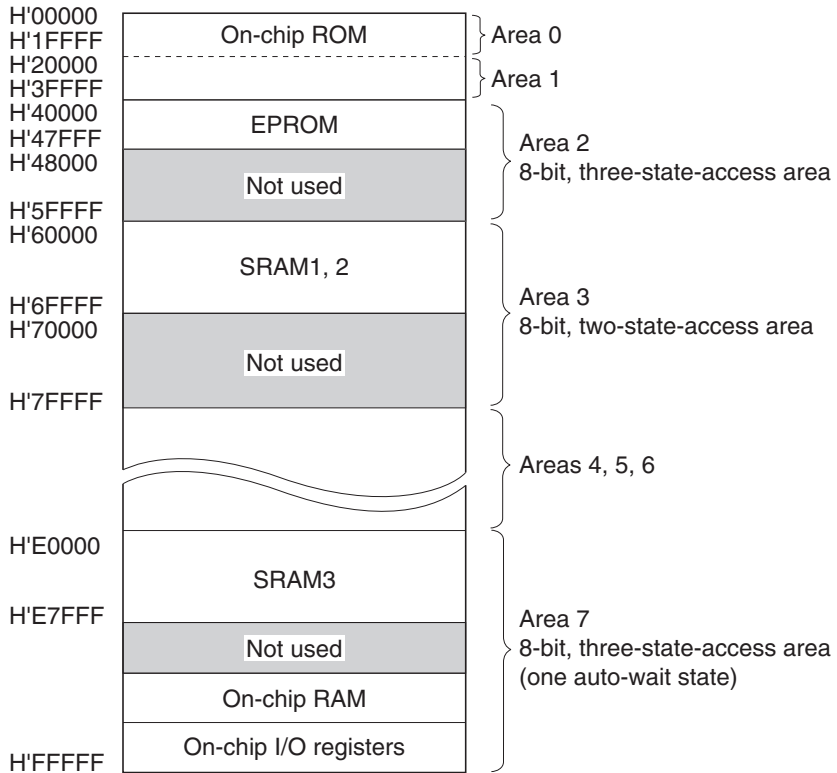 H'00000
On-chip ROM
Area 0
H'1FFFF
H'20000
Area 1
H'3FFFF
H'40000
EPROM
H'47FFF
Area 2
8-bit, three-state-access area
H'48000
Not used
H'5FFFF
H'60000
SRAM1, 2
H'6FFFF
Area 3
8-bit, two-state-access area
H'70000
Not used
H'7FFFF
Areas 4, 5, 6
H'E0000
SRAM3
H'E7FFF
Area 7
8-bit, three-state-access area
(one auto-wait state)
Not used
On-chip RAM
On-chip I/O registers
H'FFFFF